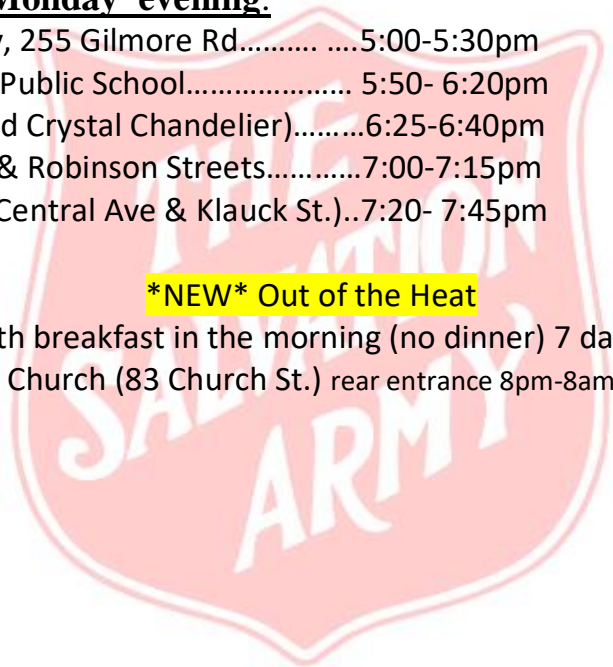 Monday evening:
, 255 Gilmore Rd………. ….5:00-5:30pm
Public School………………… 5:50- 6:20pm
d Crystal Chandelier)………6:25-6:40pm
& Robinson Streets…………7:00-7:15pm
Central Ave & Klauck St.)..7:20- 7:45pm
*NEW* Out of the Heat
th breakfast in the morning (no dinner) 7 da
Church (83 Church St.) rear entrance 8pm-8am
THE
SALVATION
ARMY